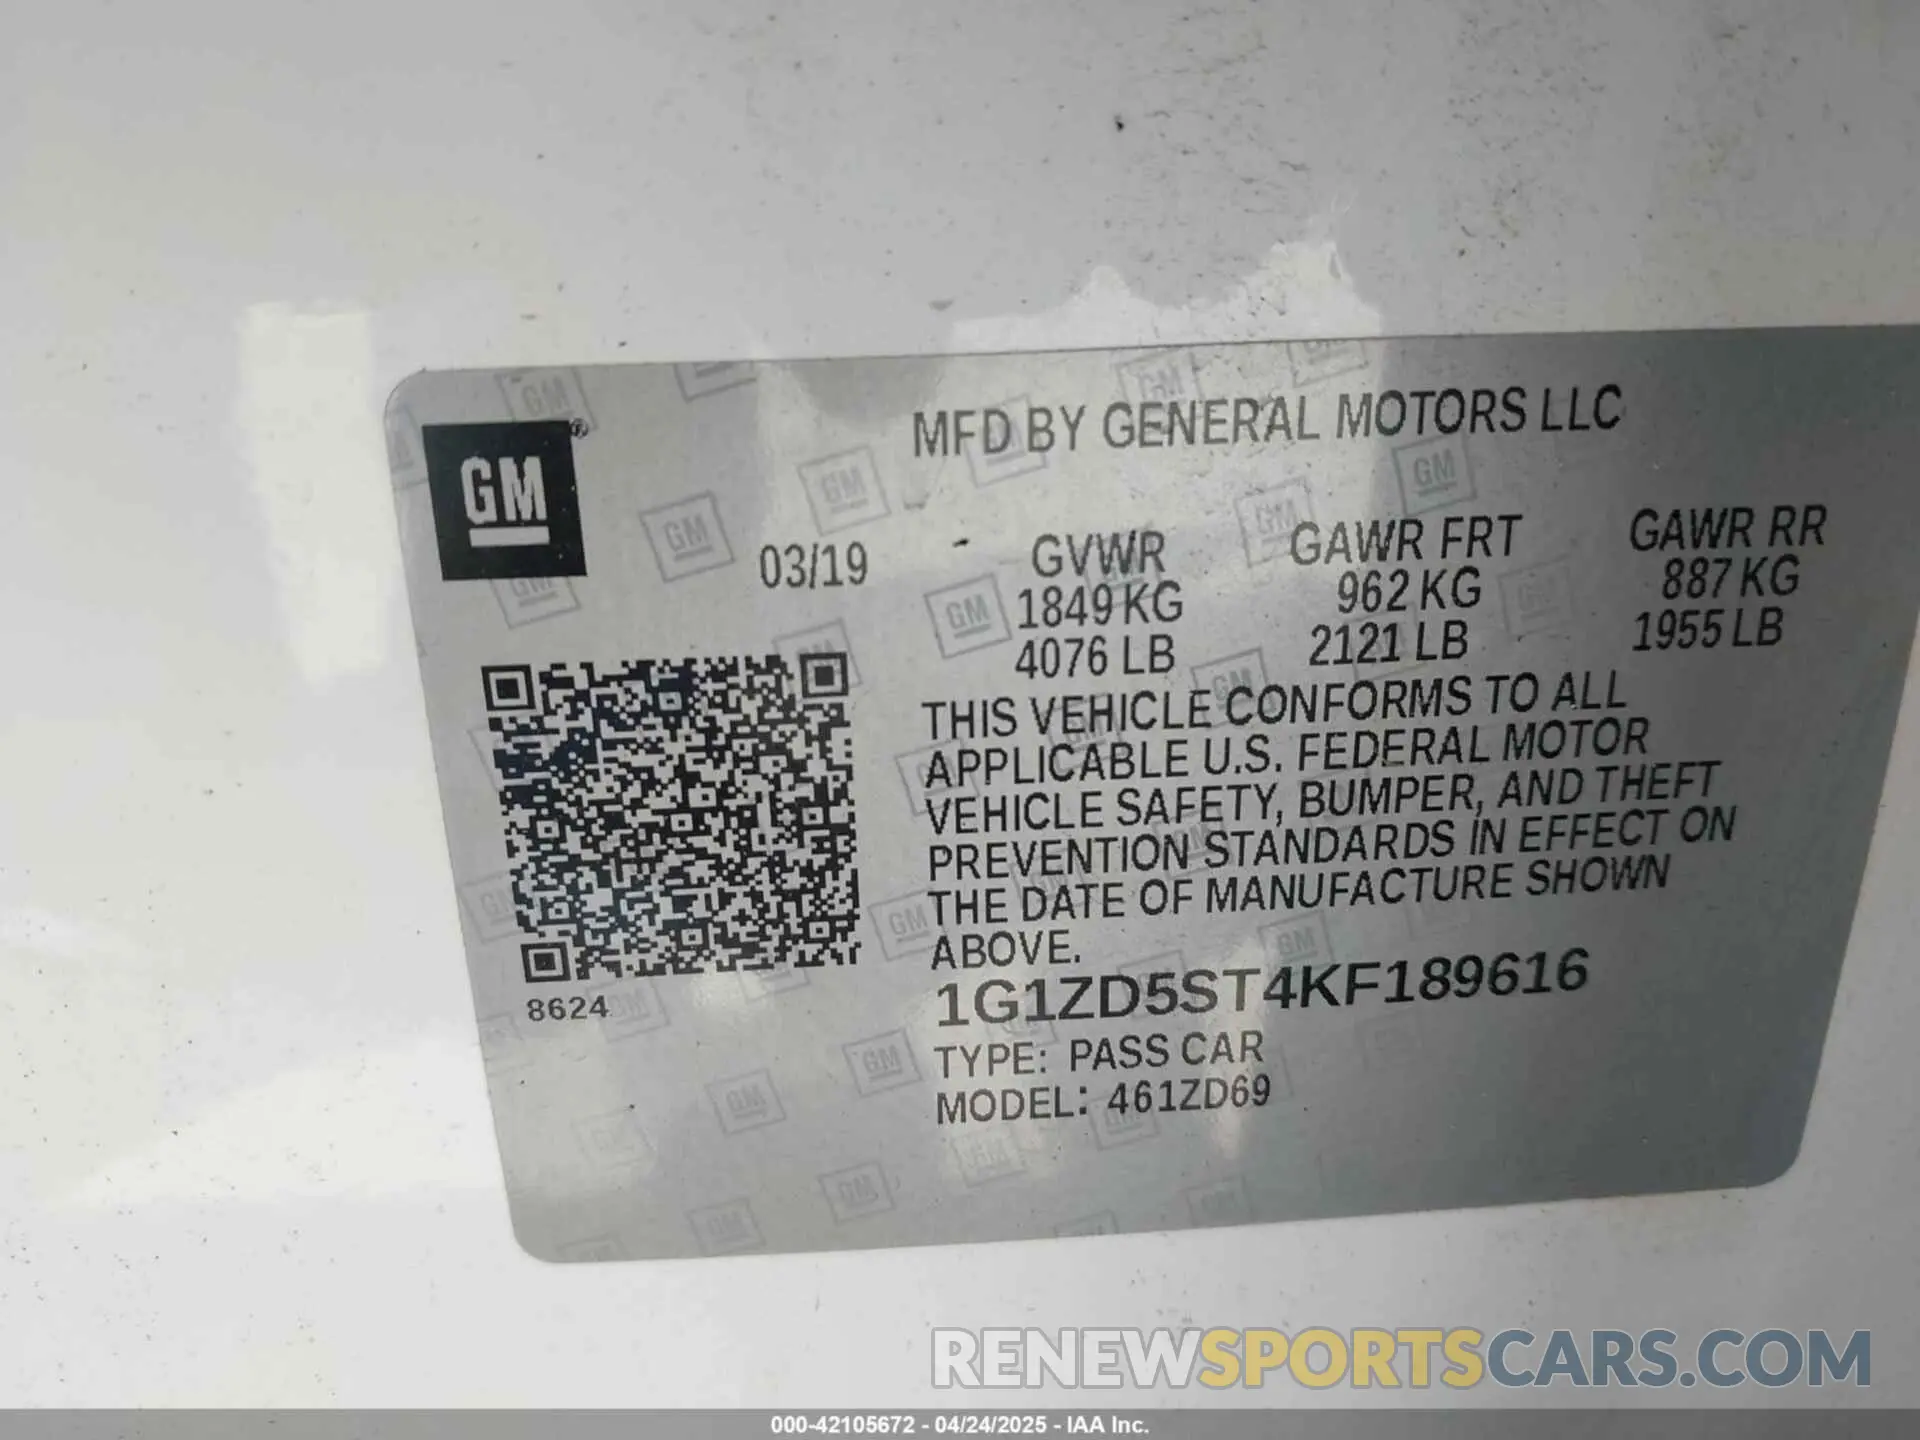 MFD BY GENERAL MOTORS LLC
GM®
03/19
GVWR GAWR FRT GAWR RR
1849 KG 962 KG 887 KG
4076 LB 2121 LB 1955 LB
THIS VEHICLE CONFORMS TO ALL
APPLICABLE U.S. FEDERAL MOTOR
VEHICLE SAFETY, BUMPER, AND THEFT
PREVENTION STANDARDS IN EFFECT ON
THE DATE OF MANUFACTURE SHOWN
ABOVE.
8624
1G1ZD5ST4KF189616
TYPE: PASS CAR
MODEL: 461ZD69
RENEWSPORTSCARS.COM
000-42105672 - 04/24/2025 - IAA Inc.